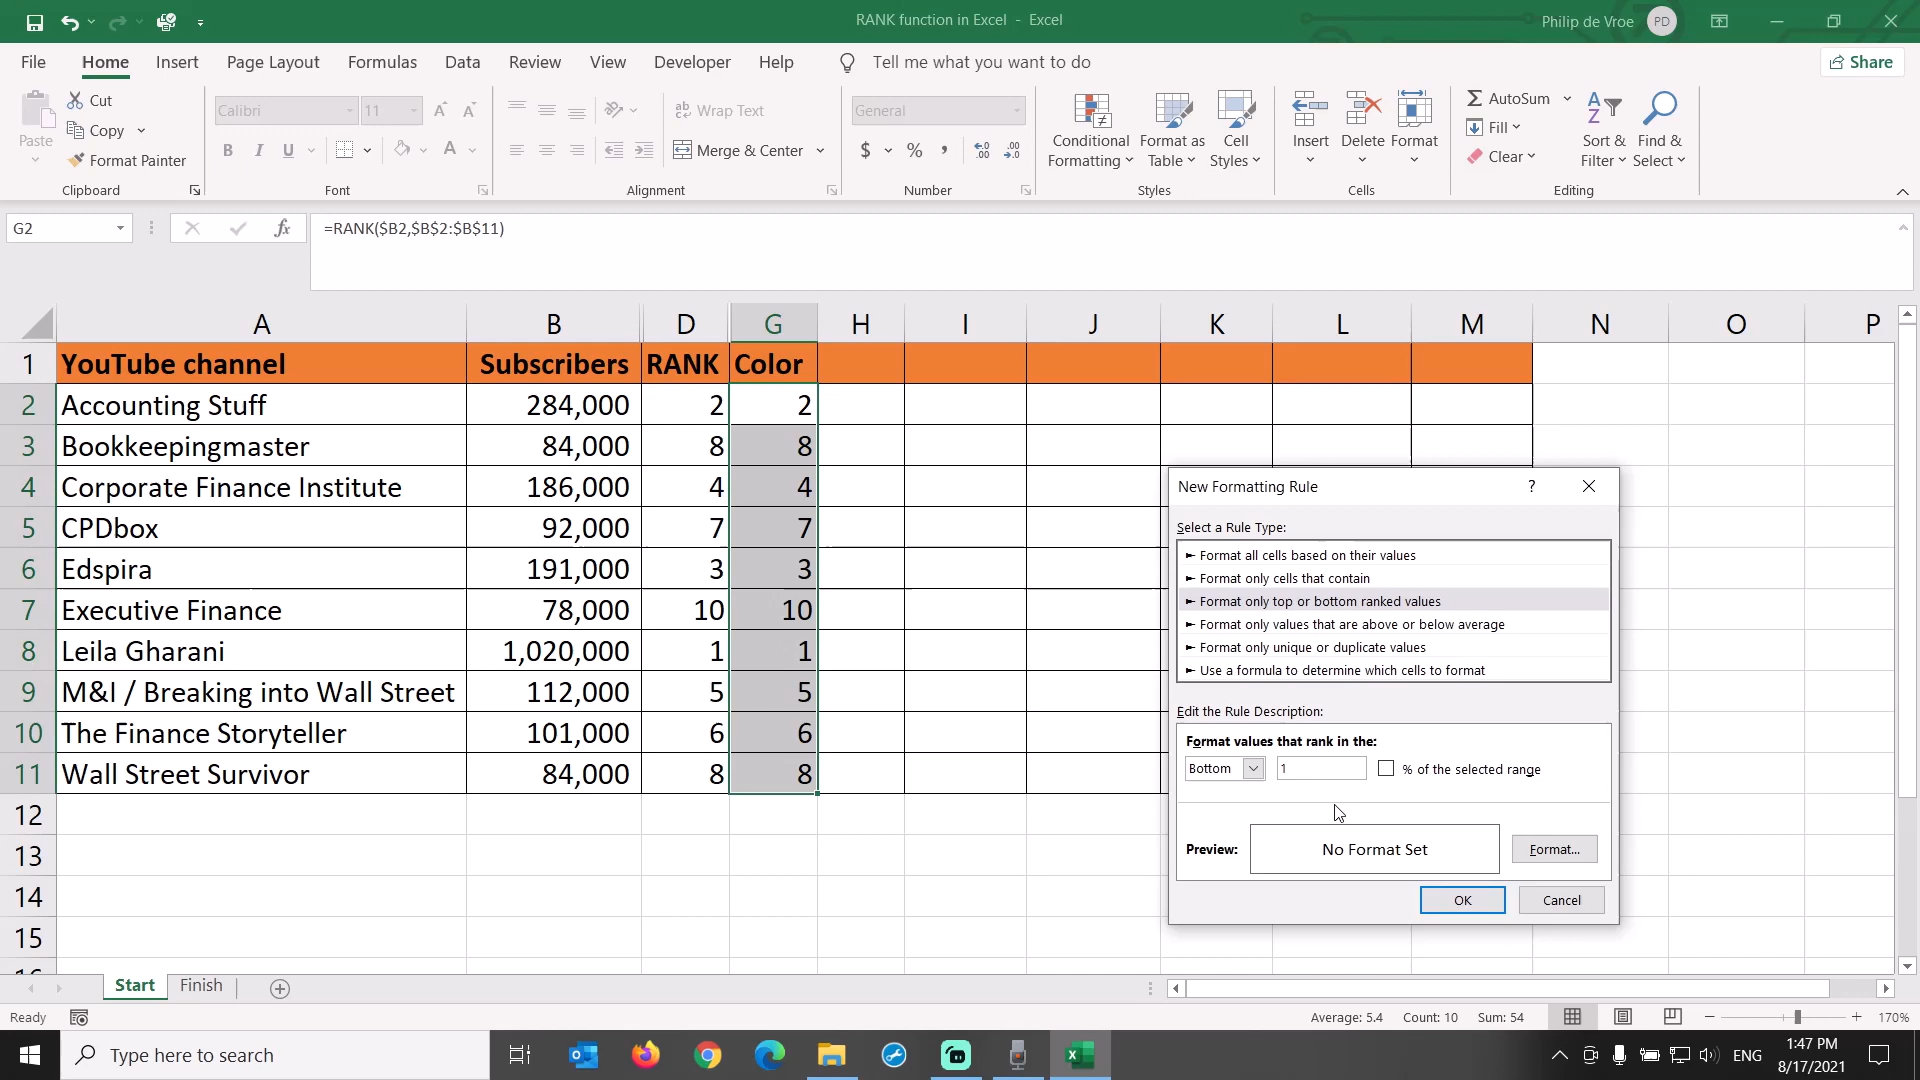 RANK function in Excel - Excel
Philip de Vroe
PD
File
Home
Insert
Page Layout
Formulas
Data
Review
View
Developer
Help
Tell me what you want to do
Share
Paste
Cut
Copy
Format Painter
Clipboard
Calibri
11
B I U
A
Font
ab Wrap Text
Merge & Center
Alignment
General
$ % ,
Number
Conditional Formatting
Format as Table
Cell Styles
Styles
Insert
Delete
Format
Cells
AutoSum
Fill
Clear
Sort & Filter
Find & Select
Editing
G2
fx
=RANK($B2,$B$2:$B$11)
A B D G H I J K L M N O P
1 YouTube channel Subscribers RANK Color
2 Accounting Stuff 284,000 2 2
3 Bookkeepingmaster 84,000 8 8
4 Corporate Finance Institute 186,000 4 4
5 CPDbox 92,000 7 7
6 Edspira 191,000 3 3
7 Executive Finance 78,000 10 10
8 Leila Gharani 1,020,000 1 1
9 M&I / Breaking into Wall Street 112,000 5 5
10 The Finance Storyteller 101,000 6 6
11 Wall Street Survivor 84,000 8 8
12
13
14
15
New Formatting Rule
?
Select a Rule Type:
► Format all cells based on their values
► Format only cells that contain
► Format only top or bottom ranked values
► Format only values that are above or below average
► Format only unique or duplicate values
► Use a formula to determine which cells to format
Edit the Rule Description:
Format values that rank in the:
Bottom
1
% of the selected range
Preview:
No Format Set
Format...
OK
Cancel
Start
Finish
Ready
Average: 5.4
Count: 10
Sum: 54
170%
Type here to search
ENG
1:47 PM
8/17/2021